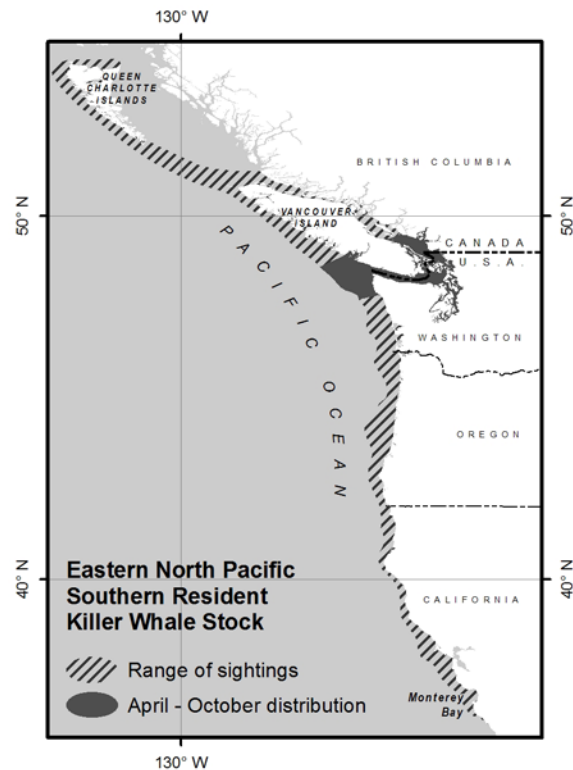 130° W
QUEEN
CHARLOTTE
ISLANDS
BRITISH COLUMBIA
50° N
50° N
VANCOUVER
ISLAND
CANADA
U.S.A.
PACIFIC OCEAN
WASHINGTON
OREGON
40° N
40° N
CALIFORNIA
Eastern North Pacific
Southern Resident
Killer Whale Stock
Range of sightings
April - October distribution
Monterey
Bay
130° W